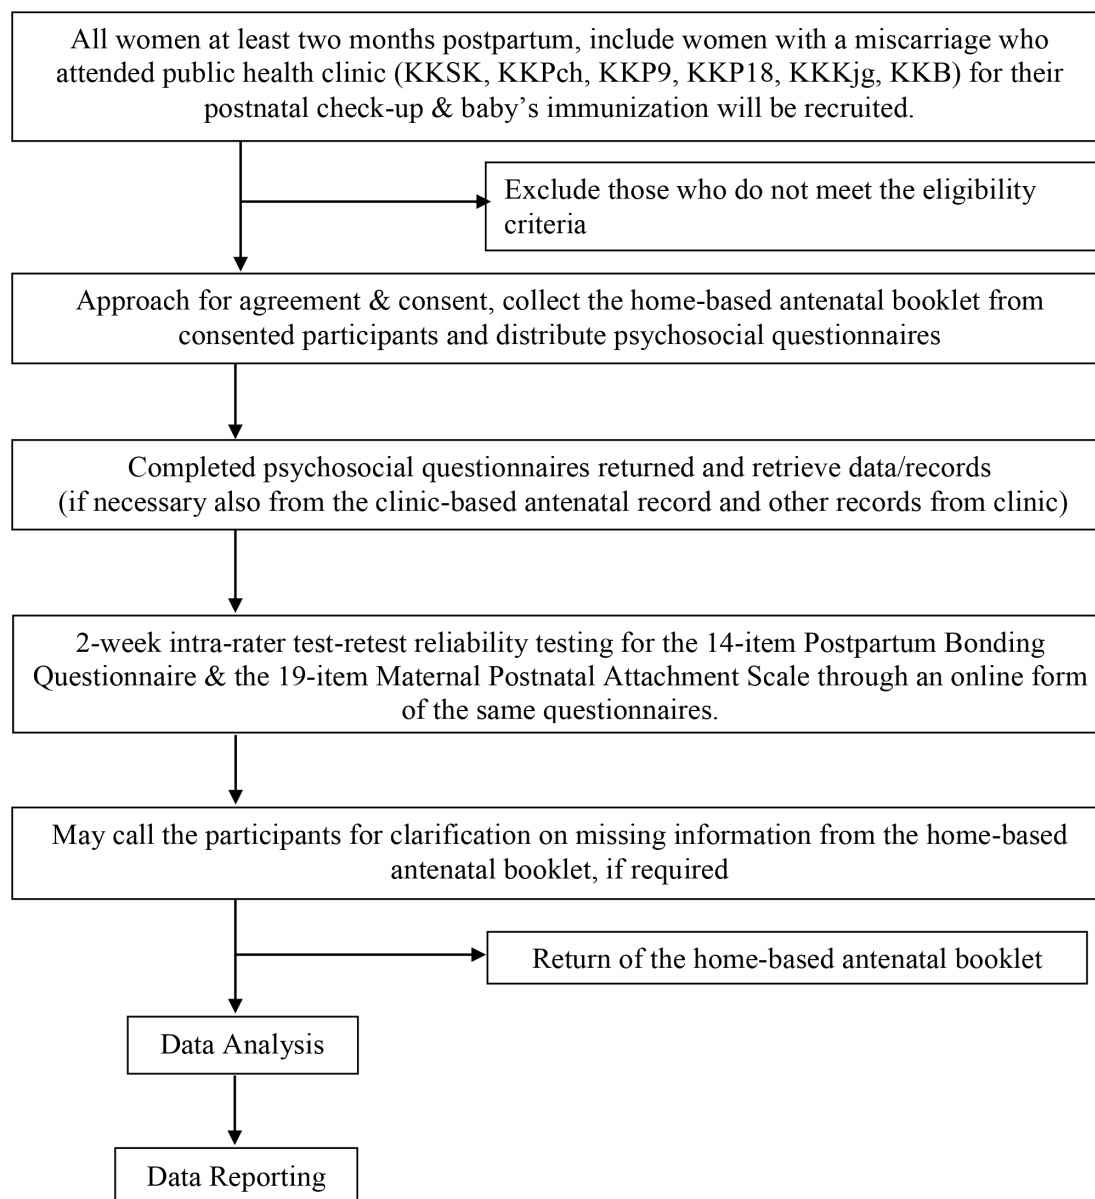 All women at least two months postpartum, include women with a miscarriage who
attended public health clinic (KKSK, KKPch, KKP9, KKP18, KKKjg, KKB) for their
postnatal check-up & baby's immunization will be recruited.
Exclude those who do not meet the eligibility
criteria
Approach for agreement & consent, collect the home-based antenatal booklet from
consented participants and distribute psychosocial questionnaires
Completed psychosocial questionnaires returned and retrieve data/records
(if necessary also from the clinic-based antenatal record and other records from clinic)
2-week intra-rater test-retest reliability testing for the 14-item Postpartum Bonding
Questionnaire & the 19-item Maternal Postnatal Attachment Scale through an online form
of the same questionnaires.
May call the participants for clarification on missing information from the home-based
antenatal booklet, if required
Return of the home-based antenatal booklet
Data Analysis
Data Reporting